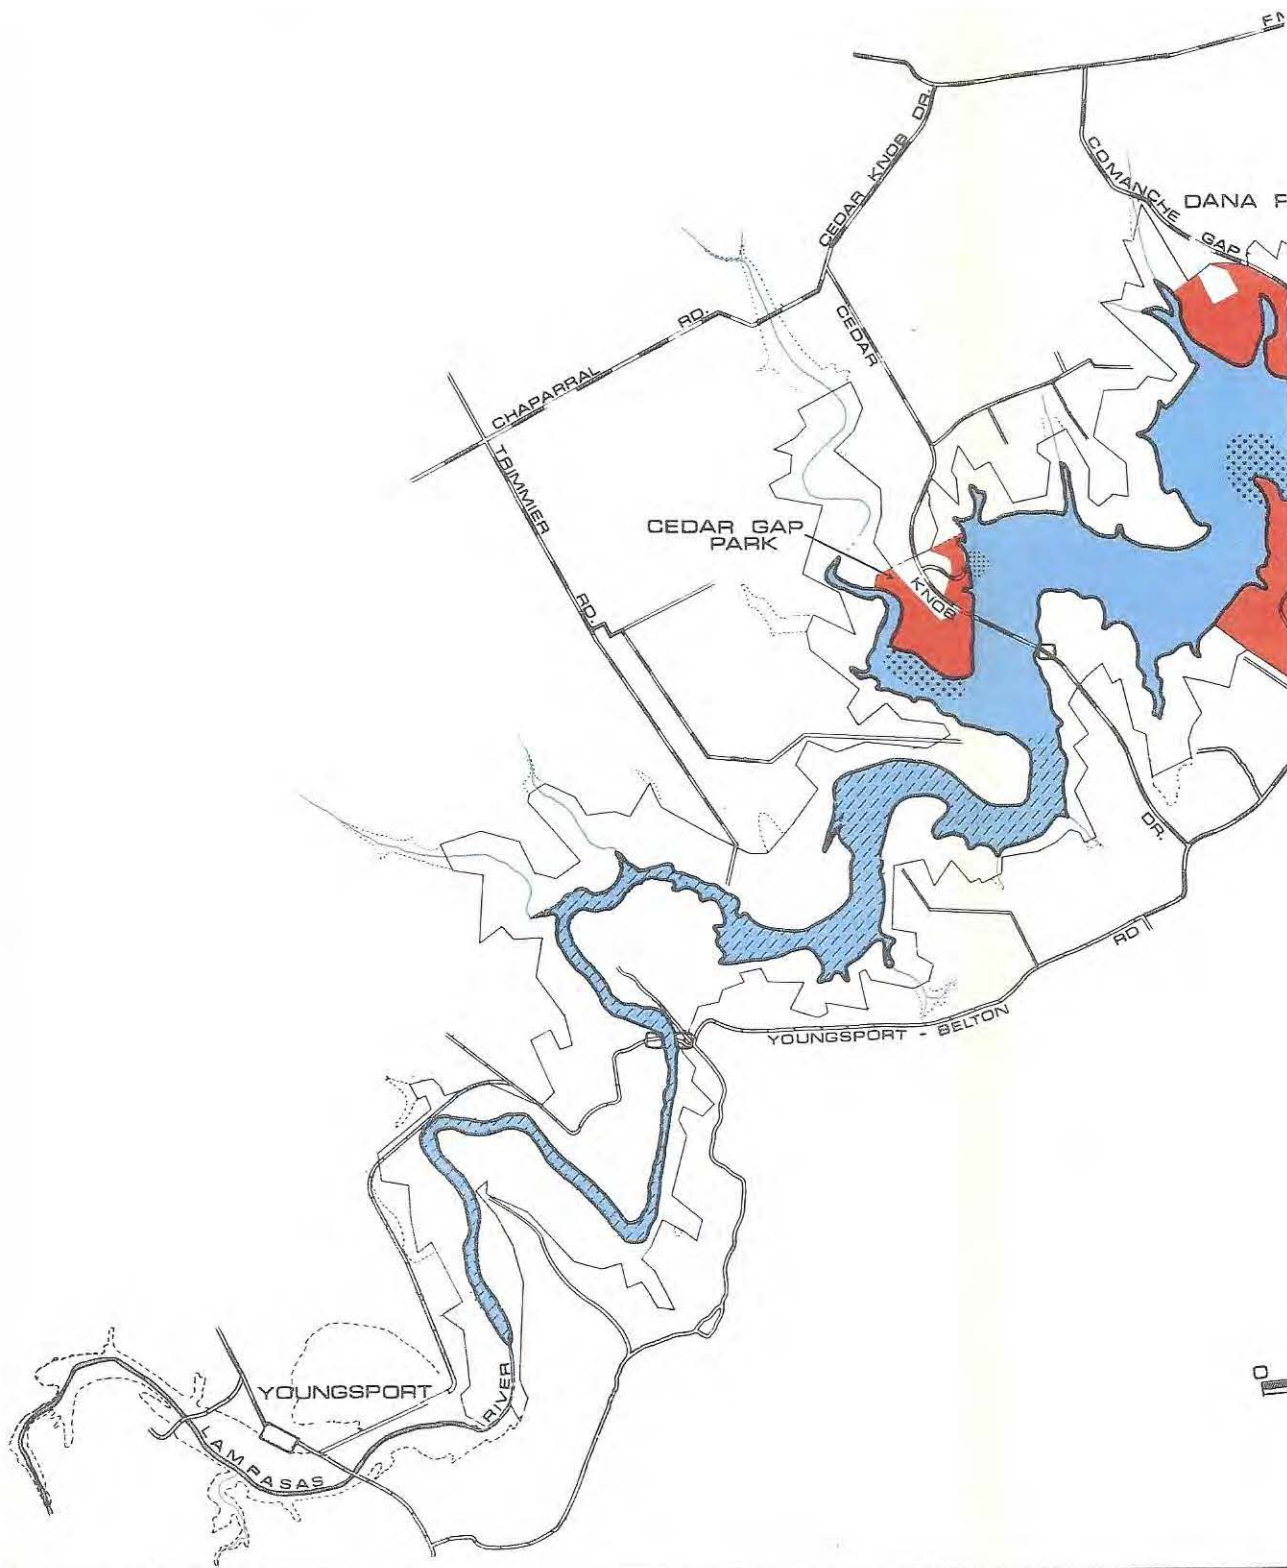 CEDAR KNOB DR.
COMANCHE GAP
DANA
CHAPARRAL RD.
CEDAR
KNOB
DR.
TRIMMIER RD.
CEDAR GAP
PARK
YOUNGSPORT - BELTON RD
YOUNGSPORT
LAMPASAS RIVER
0